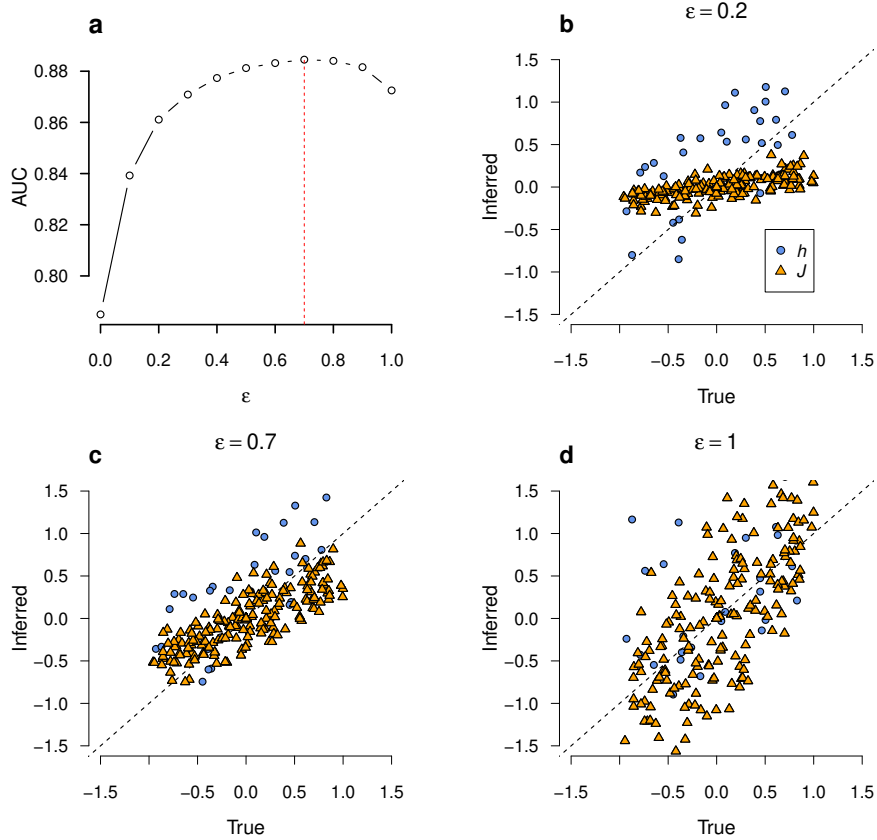 a
0.88
0.86
0.84
0.82
0.80
AUC
0.0 0.2 0.4 0.6 0.8 1.0
ε
b
ε = 0.2
1.5
1.0
0.5
0.0
−0.5
−1.0
−1.5
Inferred
h
J
−1.5 −0.5 0.0 0.5 1.0 1.5
True
c
ε = 0.7
1.5
1.0
0.5
0.0
−0.5
−1.0
−1.5
Inferred
−1.5 −0.5 0.0 0.5 1.0 1.5
True
d
ε = 1
1.5
1.0
0.5
0.0
−0.5
−1.0
−1.5
Inferred
−1.5 −0.5 0.0 0.5 1.0 1.5
True